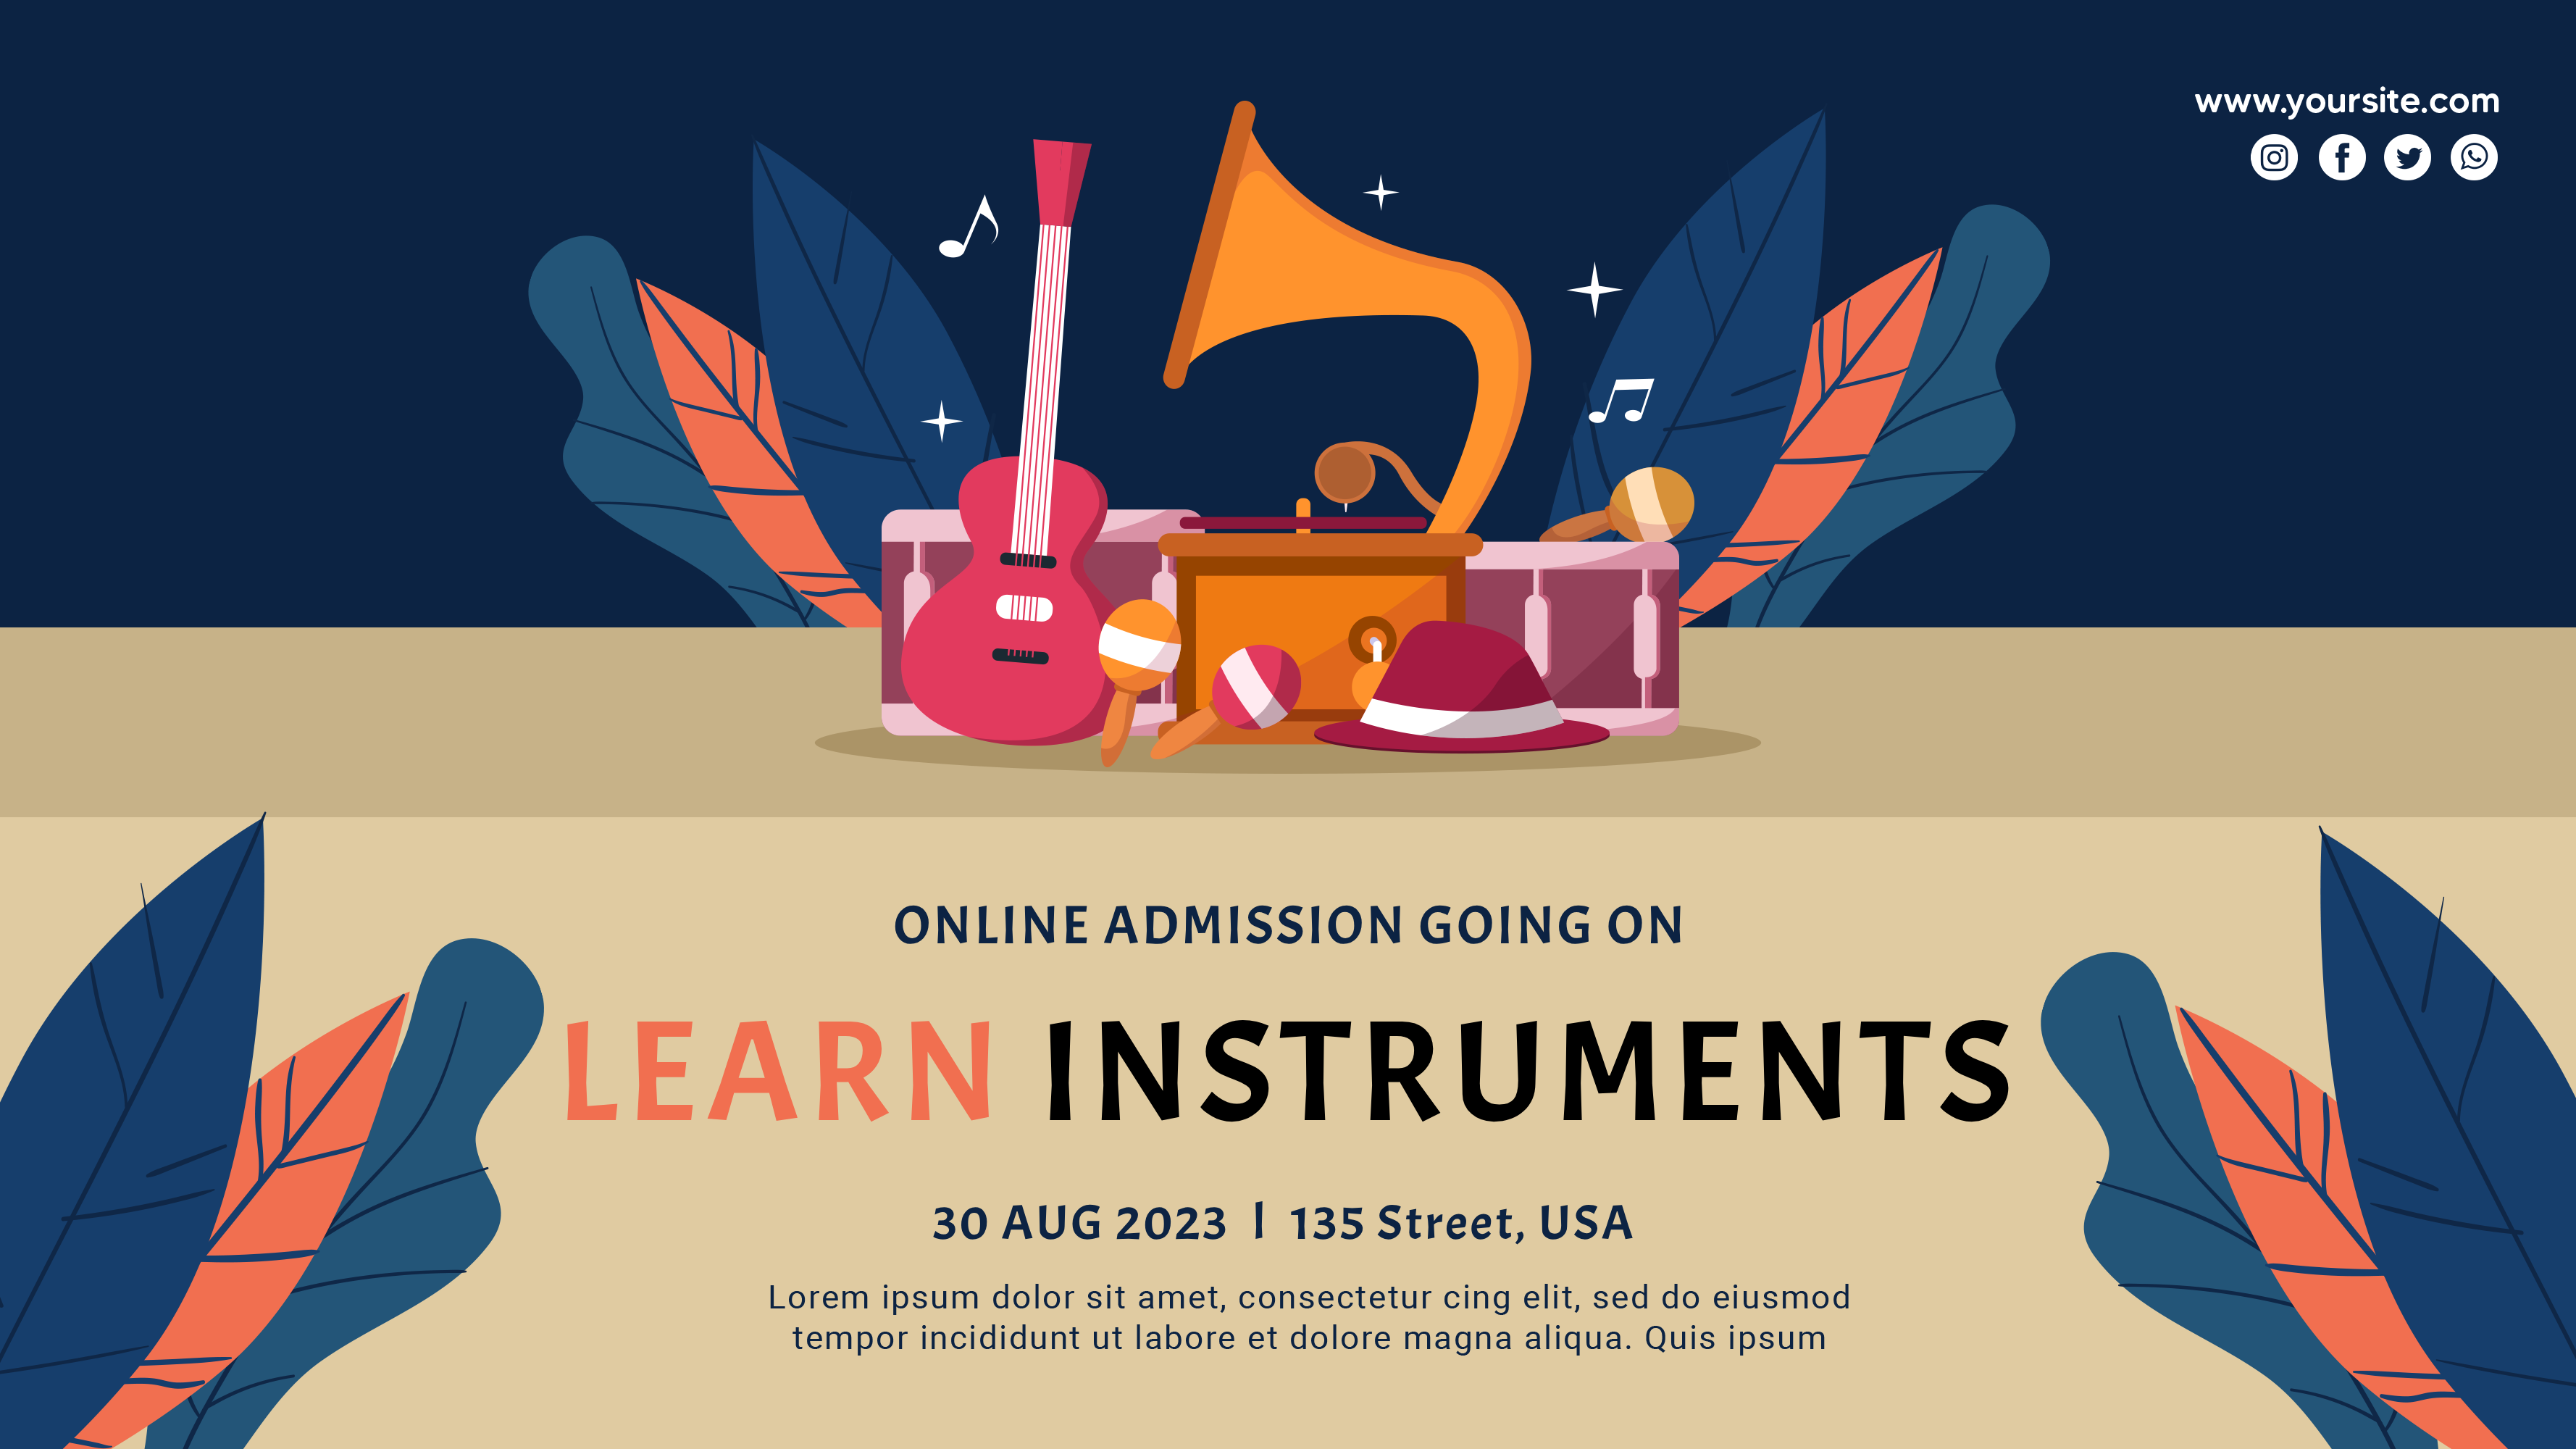 www.yoursite.com
ONLINE ADMISSION GOING ON
LEARN INSTRUMENTS
30 AUG 2023 | 135 Street, USA
Lorem ipsum dolor sit amet, consectetur cing elit, sed do eiusmod
tempor incididunt ut labore et dolore magna aliqua. Quis ipsum